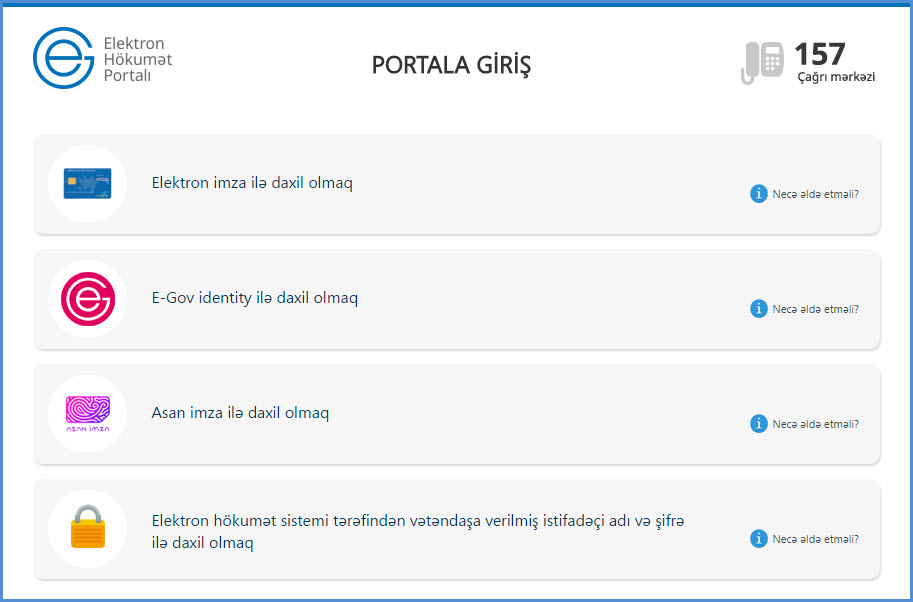 Elektron
Hökumət
Portalı
PORTALA GİRİŞ
157
Çağrı mərkəzi
Elektron imza ilə daxil olmaq
Necə əldə etməli?
E-Gov identity ilə daxil olmaq
Necə əldə etməli?
ASAN İMZA
Asan imza ilə daxil olmaq
Necə əldə etməli?
Elektron hökumət sistemi tərəfindən vətəndaşa verilmiş istifadəçi adı və şifrə
ilə daxil olmaq
Necə əldə etməli?